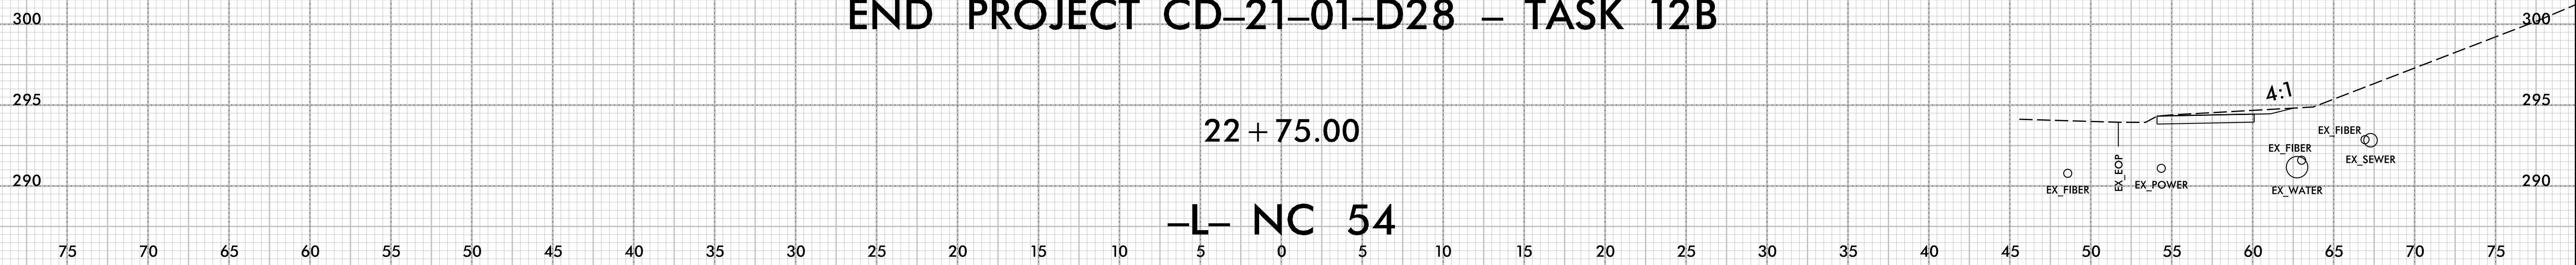 END PROJECT CD-21-01-D28 - TASK 12B
300 300
295 4:1 295
22+75.00
EX_FIBER
EX_FIBER
EX_SEWER
290 EX_FIBER EX_EOP EX_POWER EX_WATER 290
-L- NC 54
75 70 65 60 55 50 45 40 35 30 25 20 15 10 5 0 5 10 15 20 25 30 35 40 45 50 55 60 65 70 75